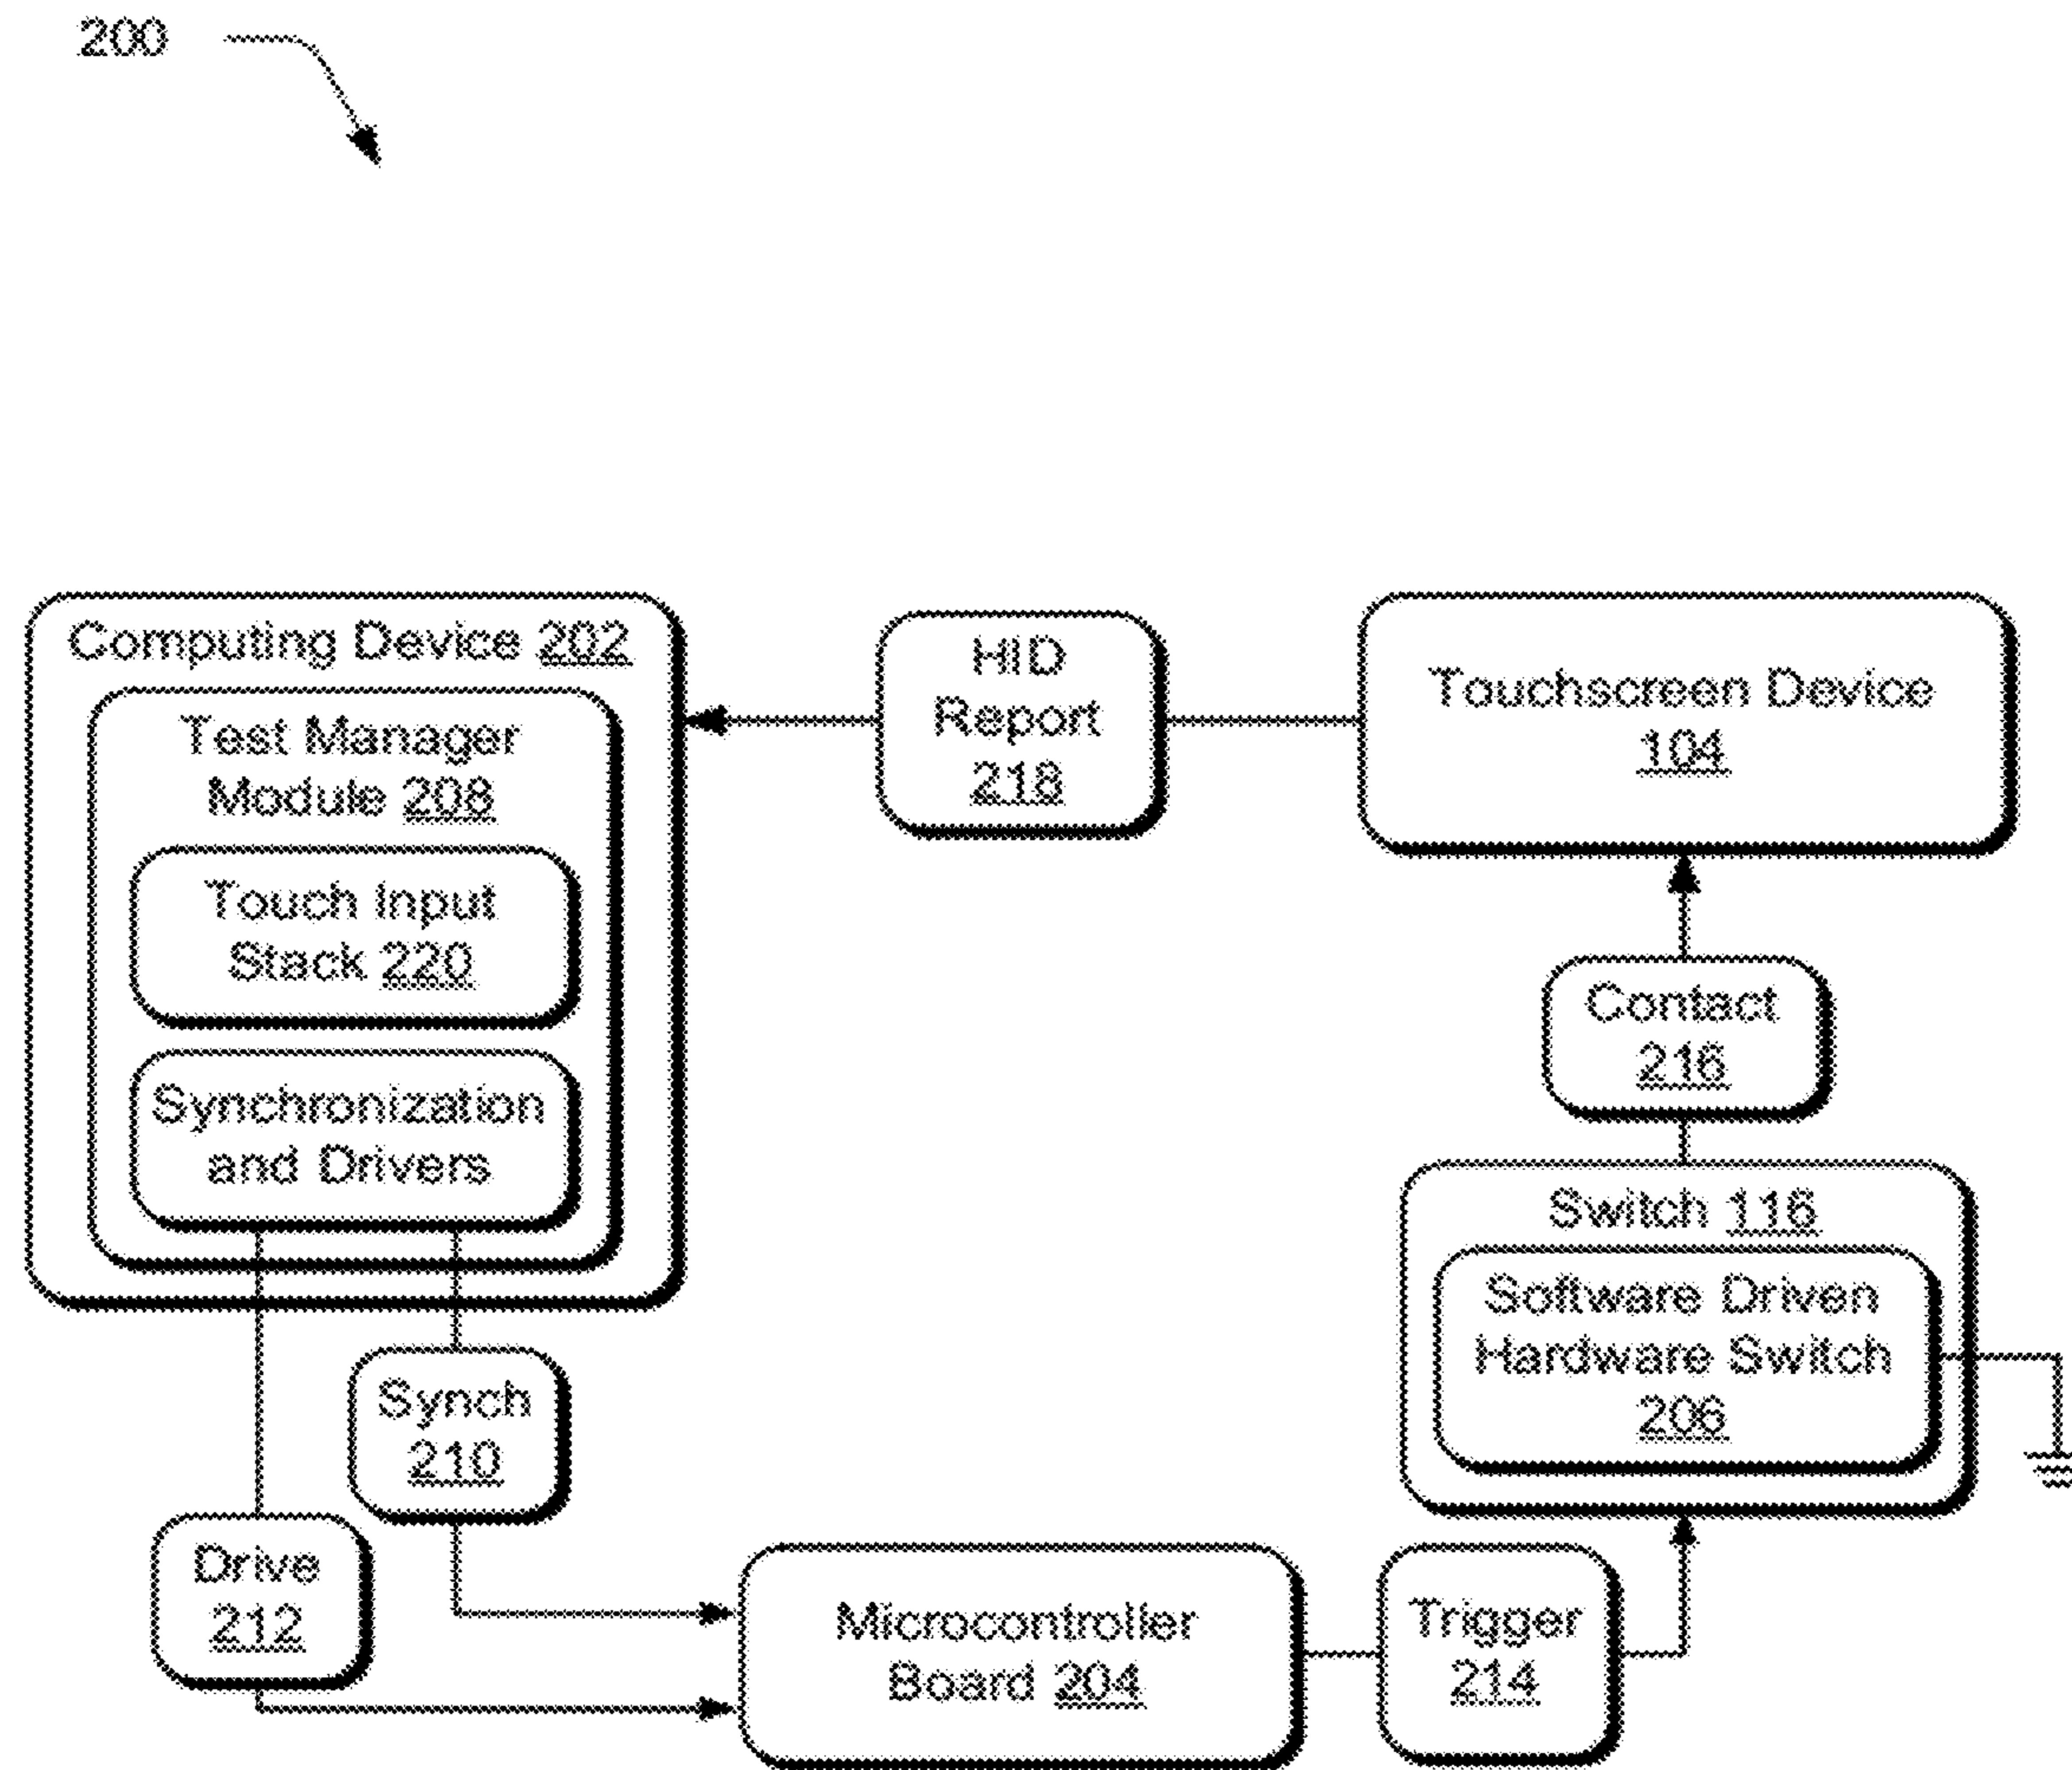 200
Computing Device 202
Test Manager
Module 208
Touch Input
Stack 220
Synchronization
and Drivers
HID
Report
218
Touchscreen Device
104
Contact
216
Switch 116
Software Driven
Hardware Switch
206
Synch
210
Drive
212
Microcontroller
Board 204
Trigger
214